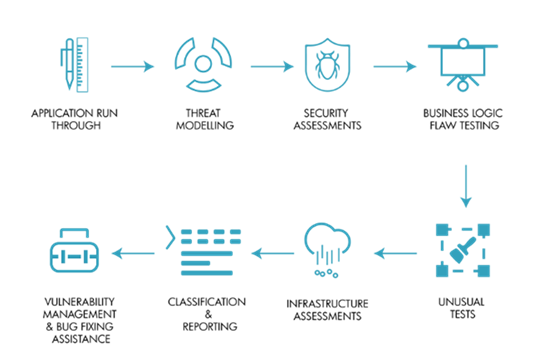 APPLICATION RUN
THROUGH
THREAT
MODELLING
SECURITY
ASSESSMENTS
BUSINESS LOGIC
FLAW TESTING
UNUSUAL
TESTS
INFRASTRUCTURE
ASSESSMENTS
CLASSIFICATION
&
REPORTING
VULNERABILITY
MANAGEMENT
& BUG FIXING
ASSISTANCE